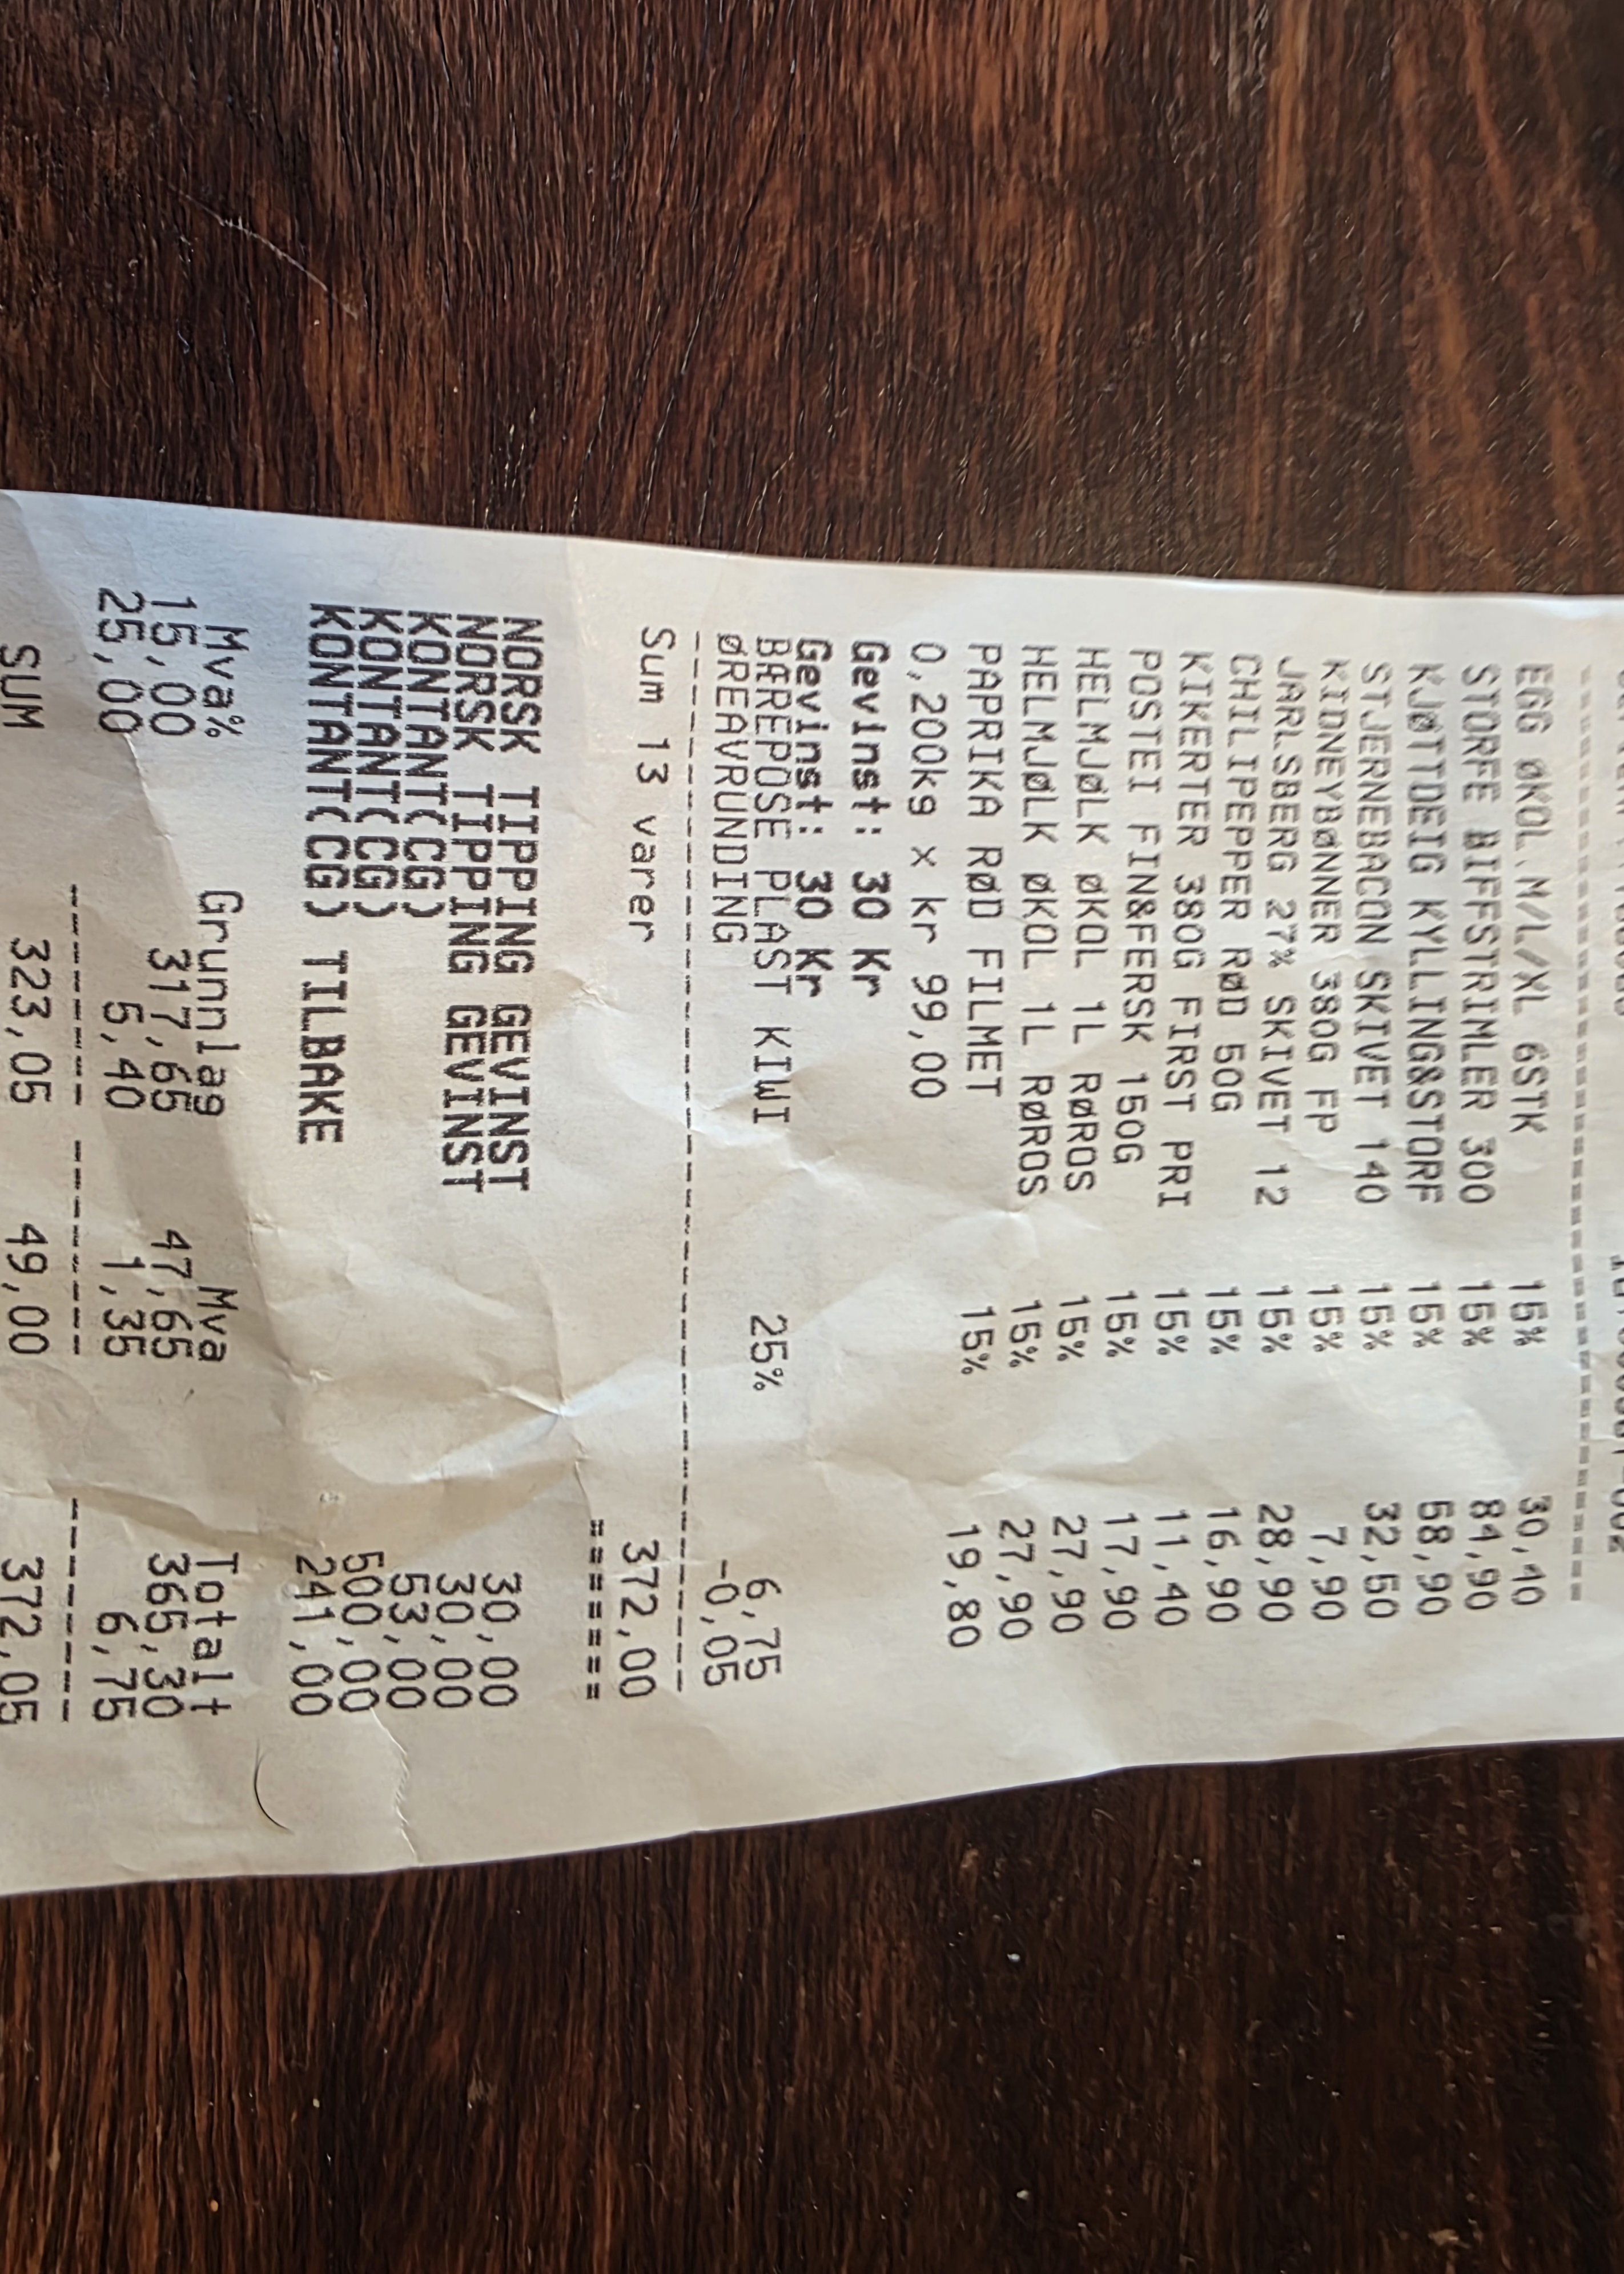 EGG ØKOL.M/L/XL 6STK 15% 30,40
STORFE BIFFSTRIMLER 300 15% 84,90
KJØTTDEIG KYLLING&STORF 15% 58,90
STJERNEBACON SKIVET 140 15% 32,50
KIDNEYBØNNER 380G FP 15% 7,90
JARLSBERG 27% SKIVET 12 15% 28,90
CHILIPEPPER RØD 50G 15% 16,90
KIKERTER 380G FIRST PRI 15% 11,40
POSTEI FIN&FERSK 150G 15% 17,90
HELMJØLK ØKOL 1L RØROS 15% 27,90
HELMJØLK ØKOL 1L RØROS 15% 27,90
PAPRIKA RØD FILMET 15% 19,80
0,200kg x kr 99,00
Gevinst: 30 Kr
Gevinst: 30 Kr
BÆREPOSE PLAST KIWI 25% 6,75
ØREAVRUNDING -0,05
Sum 13 varer 372,00
NORSK TIPPING GEVINST 30,00
NORSK TIPPING GEVINST 30,00
KONTANT(CG) 53,00
KONTANT(CG) 500,00
KONTANT(CG) TILBAKE 241,00
Mva% Grunnlag Mva Totalt
15,00 317,65 47,65 365,30
25,00 5,40 1,35 6,75
SUM 323,05 49,00 372,05